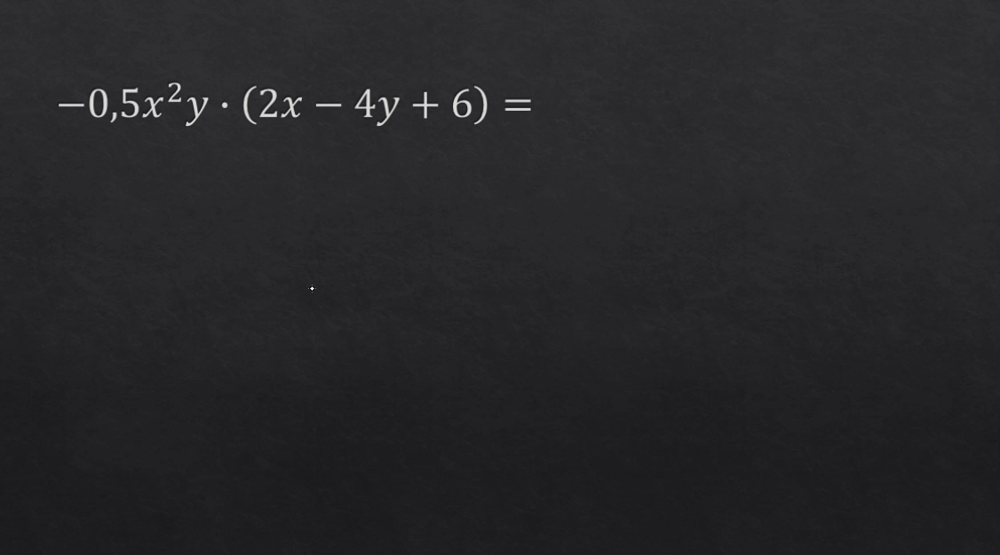 −0,5x²y · (2x − 4y + 6) =